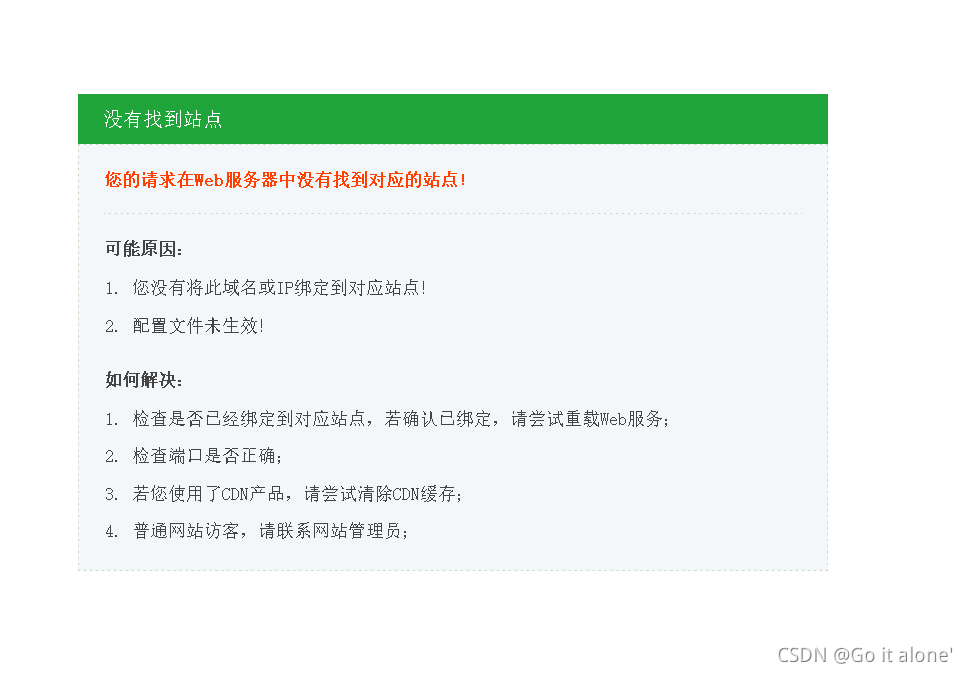 没有找到站点
您的请求在Web服务器中没有找到对应的站点!
可能原因:
1. 您没有将此域名或IP绑定到对应站点!
2. 配置文件未生效!
如何解决:
1. 检查是否已经绑定到对应站点，若确认已绑定，请尝试重载Web服务;
2. 检查端口是否正确;
3. 若您使用了CDN产品，请尝试清除CDN缓存;
4. 普通网站访客，请联系网站管理员;
CSDN @Go it alone'